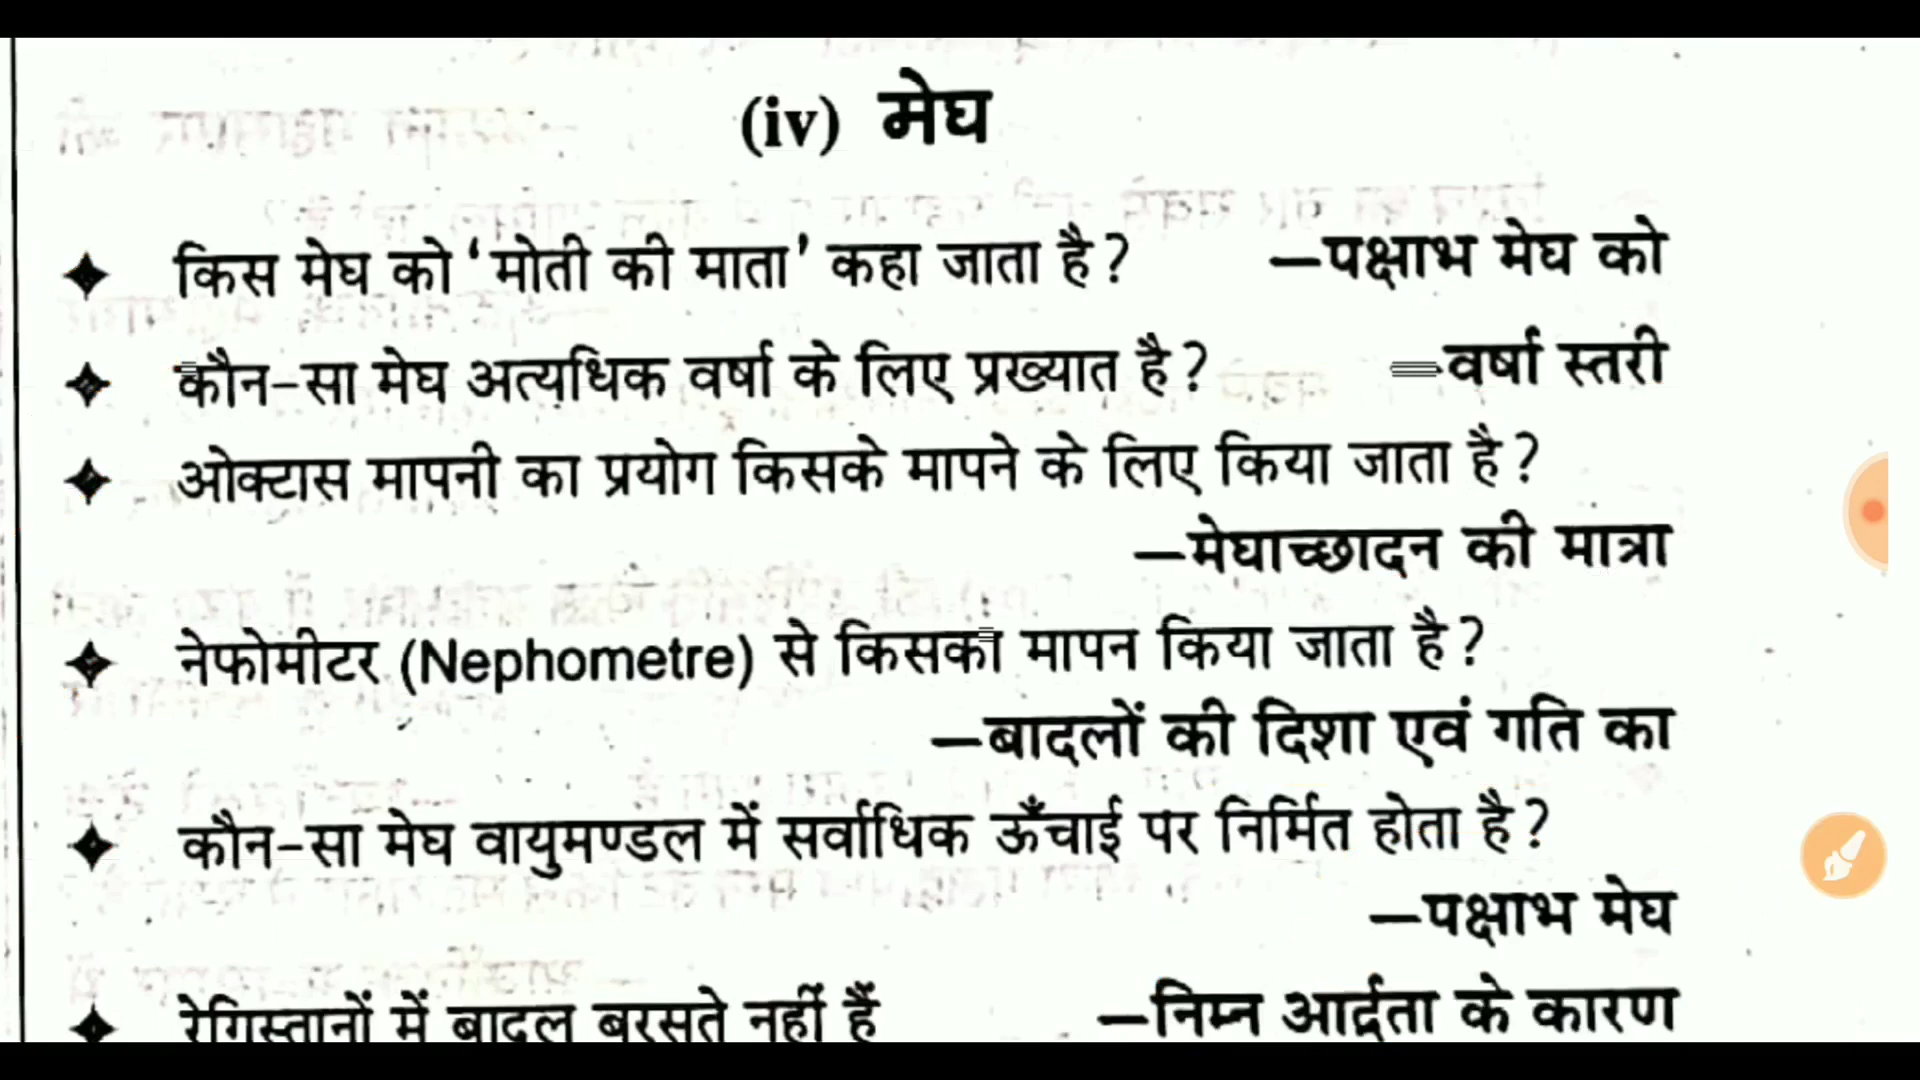 (iv) मेघ
किस मेघ को ‘मोती की माता’ कहा जाता है? —पक्षाभ मेघ को
कौन-सा मेघ अत्यधिक वर्षा के लिए प्रख्यात है? —वर्षा स्तरी
ओक्टास मापनी का प्रयोग किसके मापने के लिए किया जाता है?
—मेघाच्छादन की मात्रा
नेफोमीटर (Nephometre) से किसका मापन किया जाता है?
—बादलों की दिशा एवं गति का
कौन-सा मेघ वायुमण्डल में सर्वाधिक ऊँचाई पर निर्मित होता है?
—पक्षाभ मेघ
रेगिस्तानों में बादल बरसते नहीं हैं —निम्न आर्द्रता के कारण